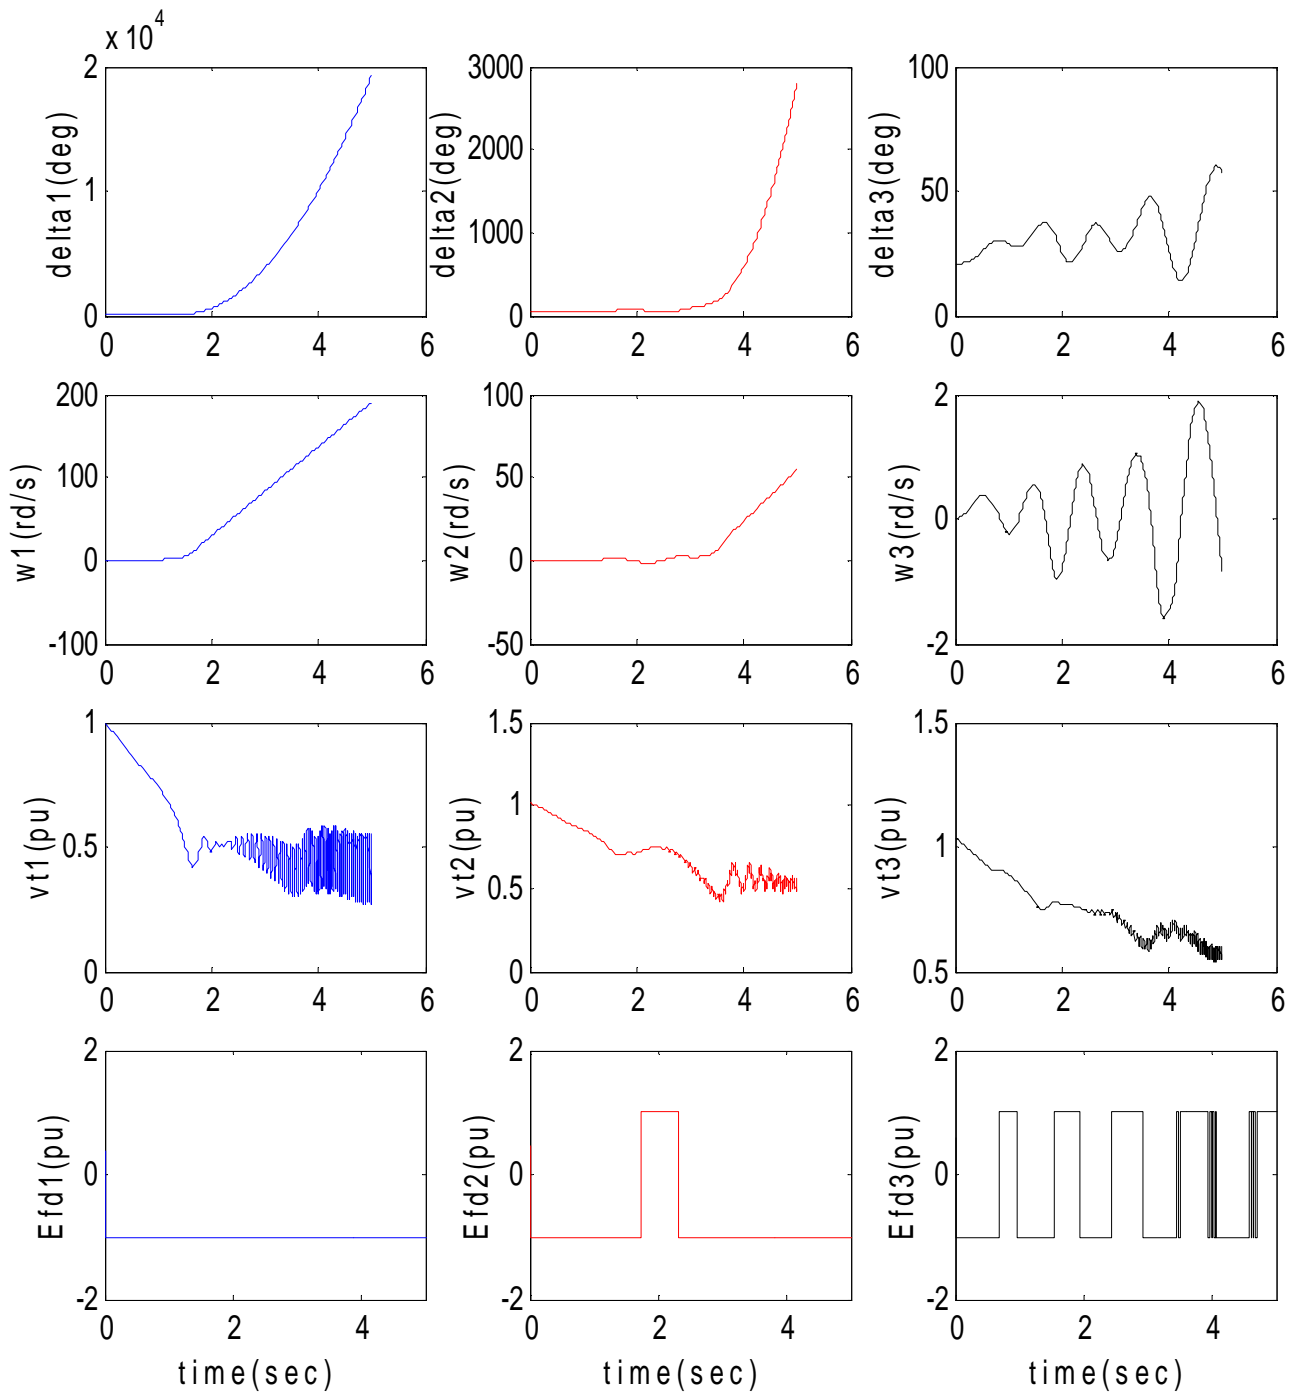 x 10^4
2
1
0
0 2 4 6
delta1(deg)
3000
2000
1000
0
0 2 4 6
delta2(deg)
100
50
0
0 2 4 6
delta3(deg)
200
100
0
-100
0 2 4 6
w1(rd/s)
100
50
0
-50
0 2 4 6
w2(rd/s)
2
0
-2
0 2 4 6
w3(rd/s)
1
0.5
0
0 2 4 6
vt1(pu)
1.5
1
0.5
0
0 2 4 6
vt2(pu)
1.5
1
0.5
0 2 4 6
vt3(pu)
2
0
-2
0 2 4
Efd1(pu)
time(sec)
2
0
-2
0 2 4
Efd2(pu)
time(sec)
2
0
-2
0 2 4
Efd3(pu)
time(sec)